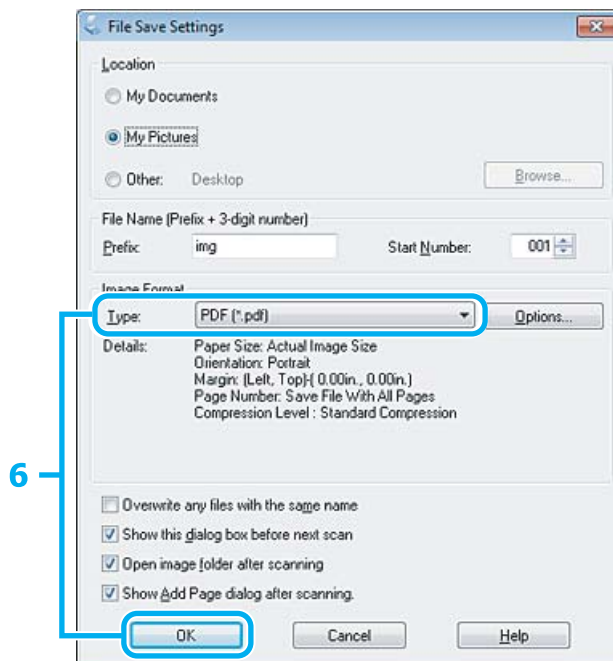 File Save Settings
Location
My Documents
My Pictures
Other: Desktop Browse...
File Name (Prefix + 3-digit number)
Prefix: img Start Number: 001
Image Format
Type: PDF (*.pdf) Options...
Details: Paper Size: Actual Image Size
Orientation: Portrait
Margin: (Left, Top)-( 0.00in., 0.00in.)
Page Number: Save File With All Pages
Compression Level : Standard Compression
6
Overwrite any files with the same name
Show this dialog box before next scan
Open image folder after scanning
Show Add Page dialog after scanning.
OK Cancel Help